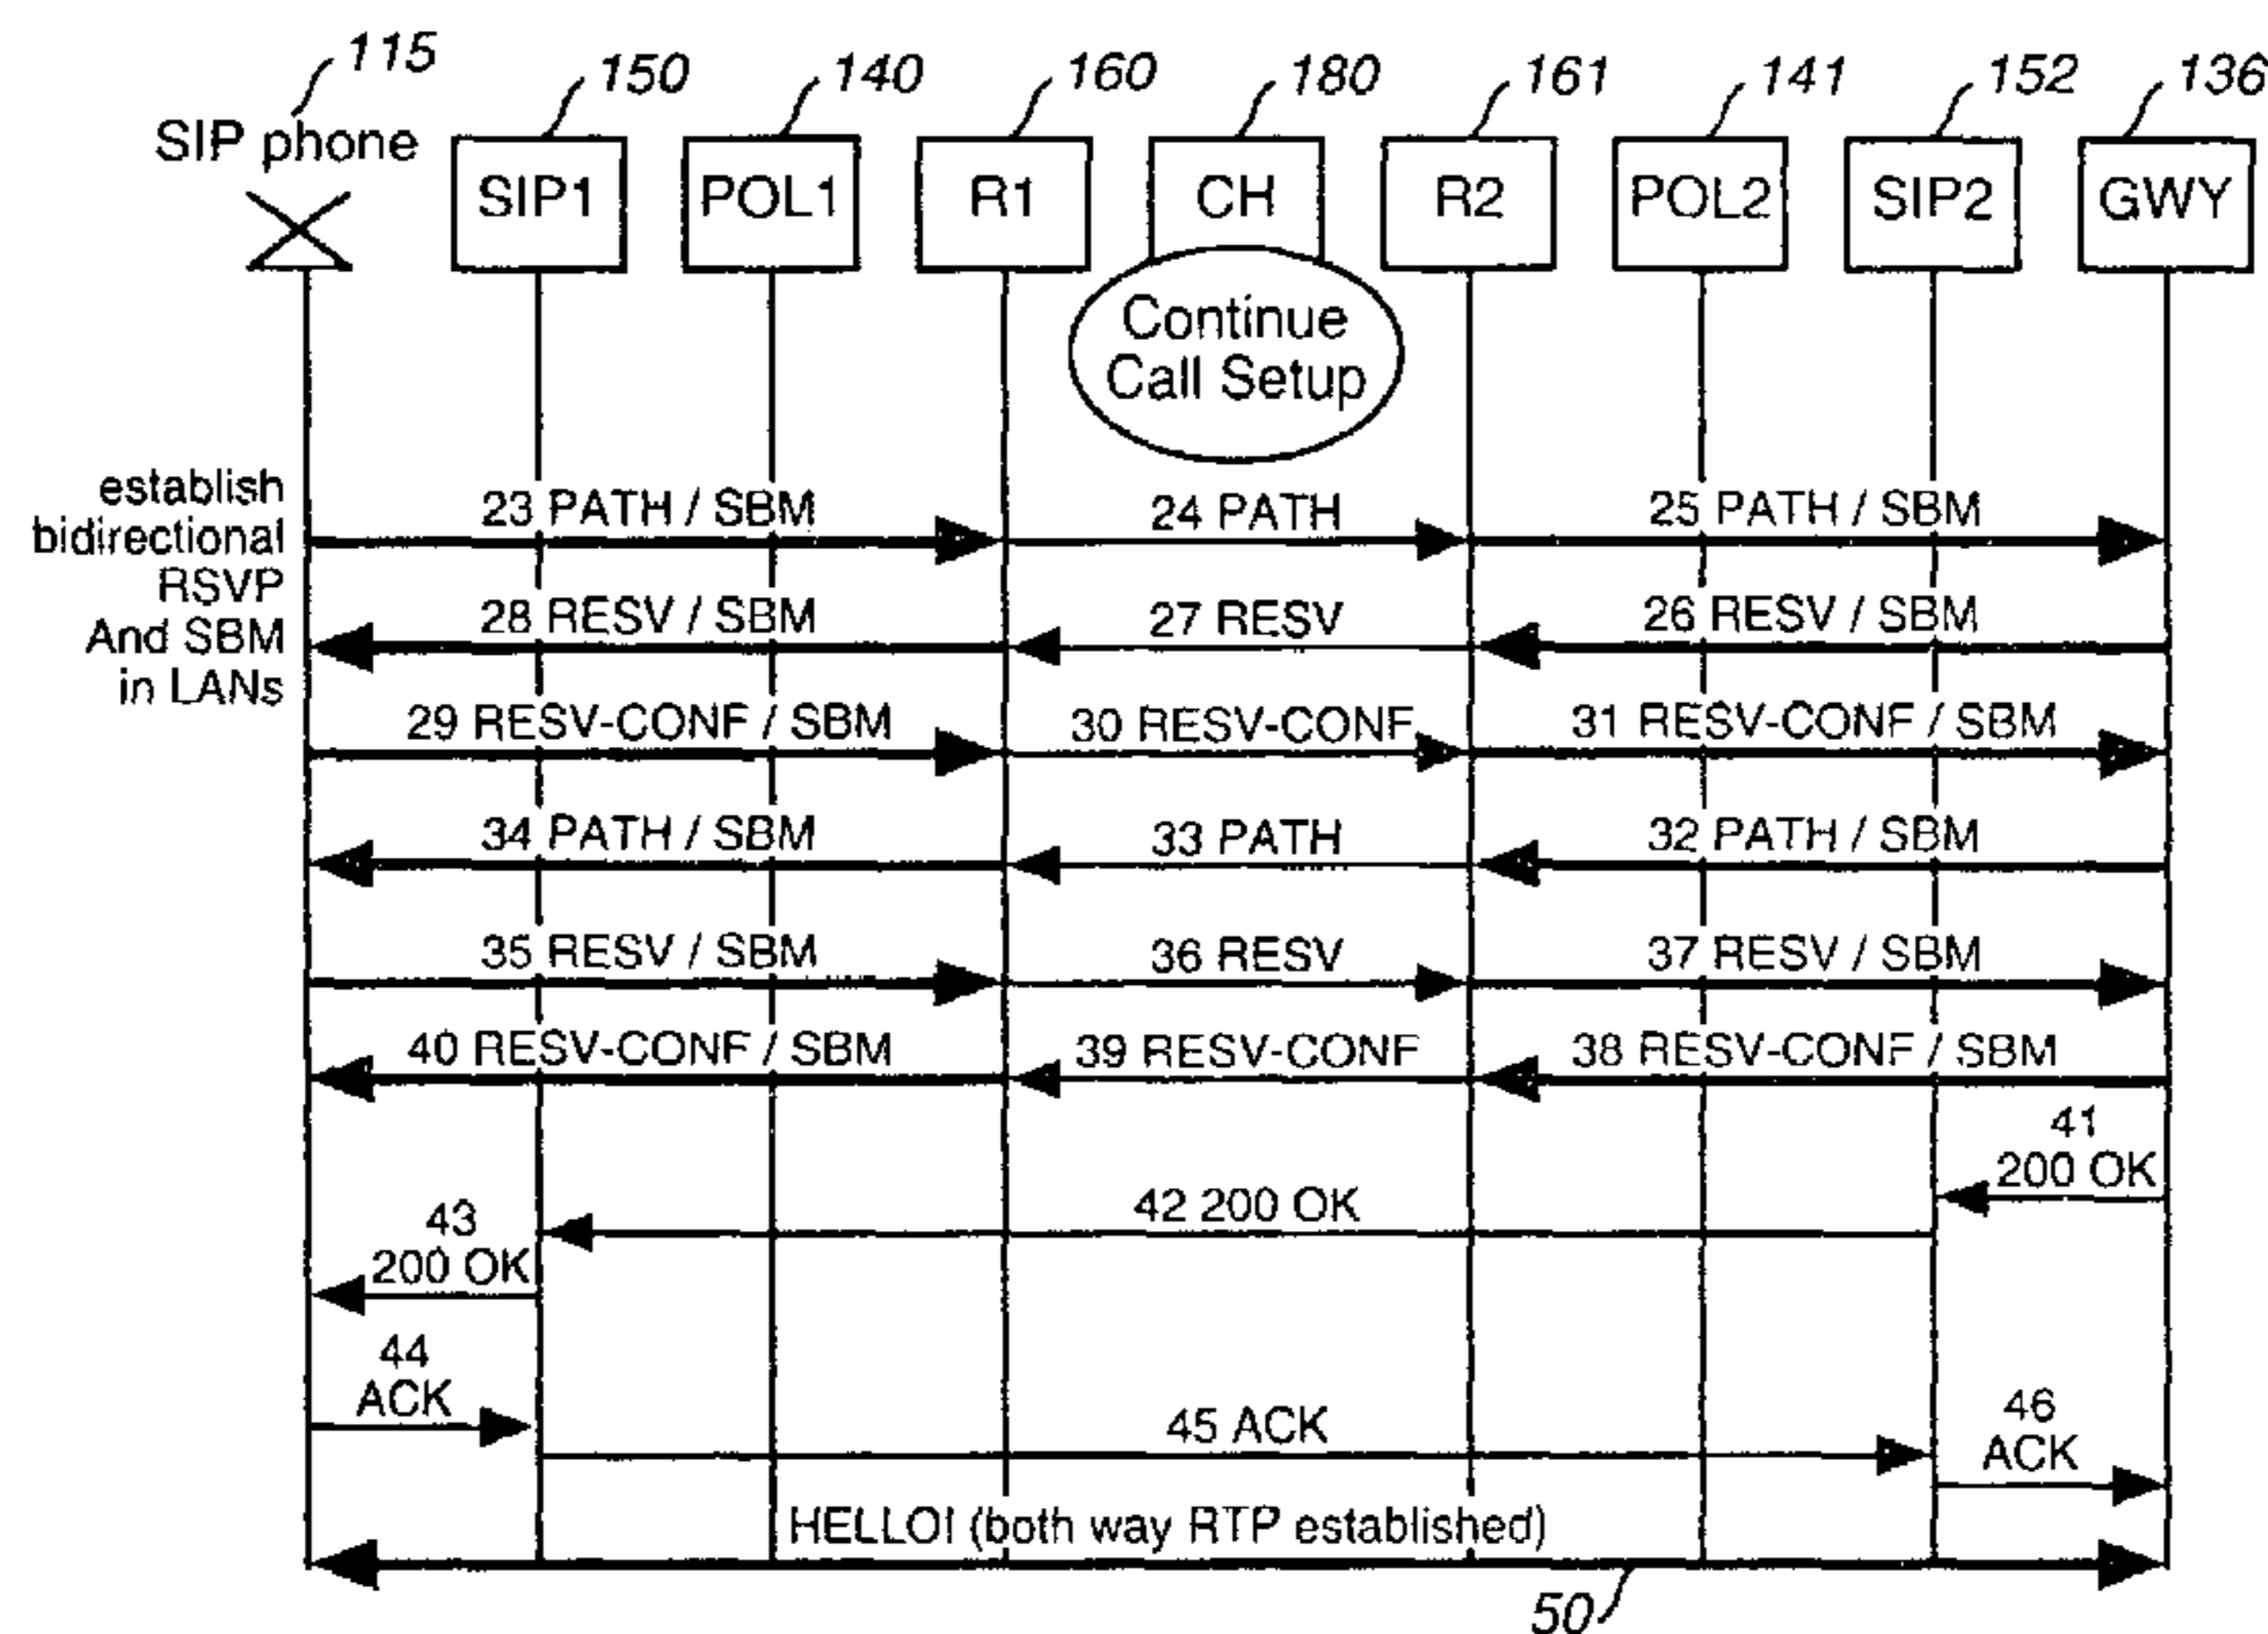 115 150 140 160 180 161 141 152 136
SIP phone
SIP1 POL1 R1 CH R2 POL2 SIP2 GWY
Continue
Call Setup
establish
bidirectional
RSVP
And SBM
in LANs
23 PATH / SBM 24 PATH 25 PATH / SBM
28 RESV / SBM 27 RESV 26 RESV / SBM
29 RESV-CONF / SBM 30 RESV-CONF 31 RESV-CONF / SBM
34 PATH / SBM 33 PATH 32 PATH / SBM
35 RESV / SBM 36 RESV 37 RESV / SBM
40 RESV-CONF / SBM 39 RESV-CONF 38 RESV-CONF / SBM
41
200 OK
42 200 OK
43
200 OK
44
ACK
45 ACK
46
ACK
HELLO! (both way RTP established)
50